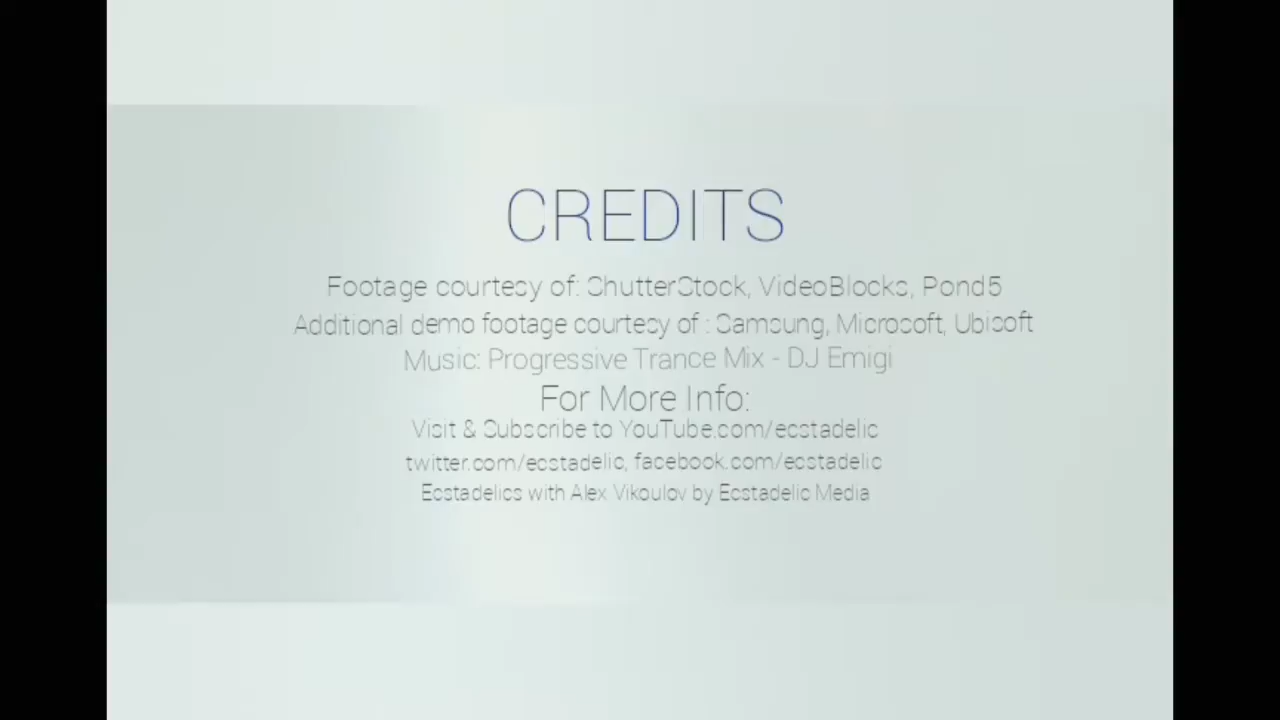 CREDITS
Footage courtesy of: ShutterStock, VideoBlocks, Pond5
Additional demo footage courtesy of : Samsung, Microsoft, Ubisoft
Music: Progressive Trance Mix - DJ Emigi
For More Info:
Visit & Subscribe to YouTube.com/ecstadelic
twitter.com/ecstadelic, facebook.com/ecstadelic
Ecstadelics with Alex Vikoulov by Ecstadelic Media